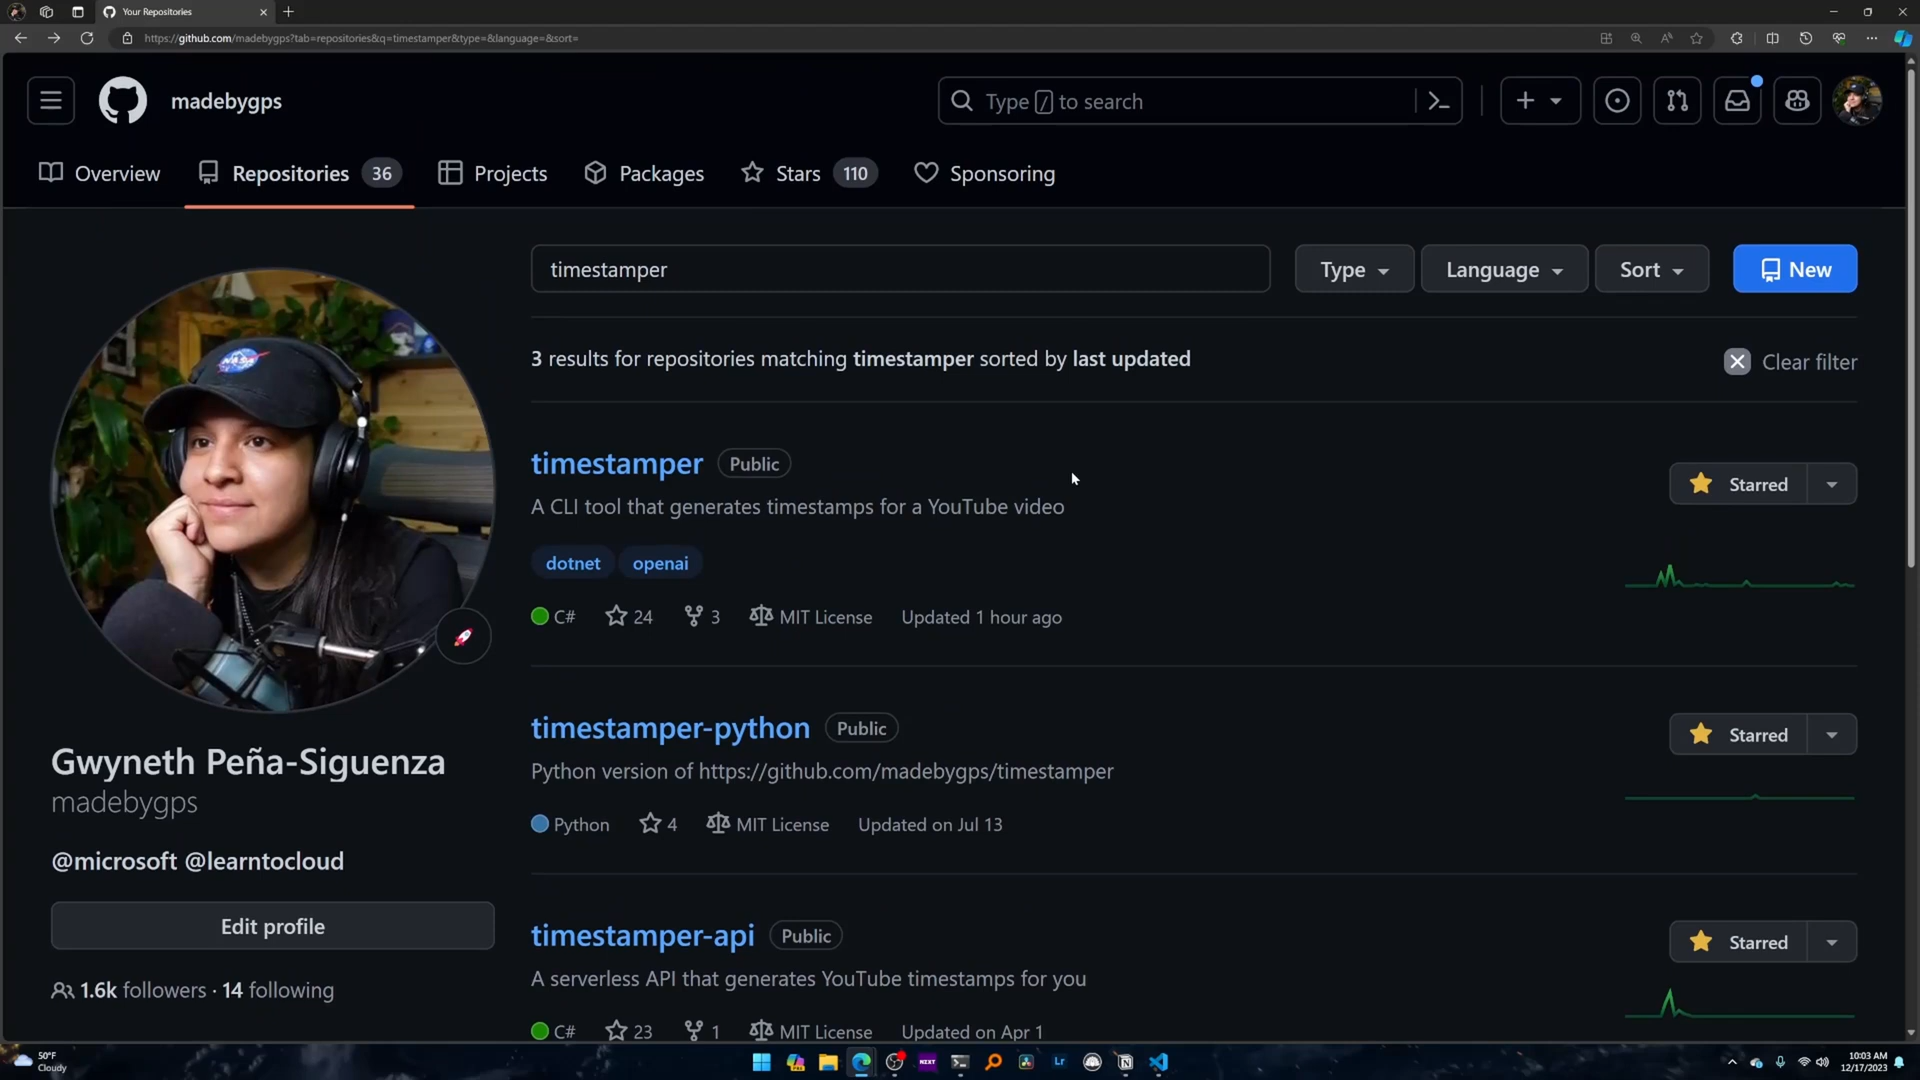 Your Repositories
https://github.com/madebygps?tab=repositories&q=timestamper&type=&language=&sort=
madebygps
Type / to search
Overview
Repositories 36
Projects
Packages
Stars 110
Sponsoring
timestamper
Type
Language
Sort
New
3 results for repositories matching timestamper sorted by last updated
Clear filter
timestamper Public
Starred
A CLI tool that generates timestamps for a YouTube video
dotnet openai
C# 24 3 MIT License Updated 1 hour ago
timestamper-python Public
Starred
Python version of https://github.com/madebygps/timestamper
Python 4 MIT License Updated on Jul 13
timestamper-api Public
Starred
A serverless API that generates YouTube timestamps for you
C# 23 1 MIT License Updated on Apr 1
NASA
Gwyneth Peña-Siguenza
madebygps
@microsoft @learntocloud
Edit profile
1.6k followers · 14 following
50°F
Cloudy
NEXT
Lr
10:03 AM
12/17/2023